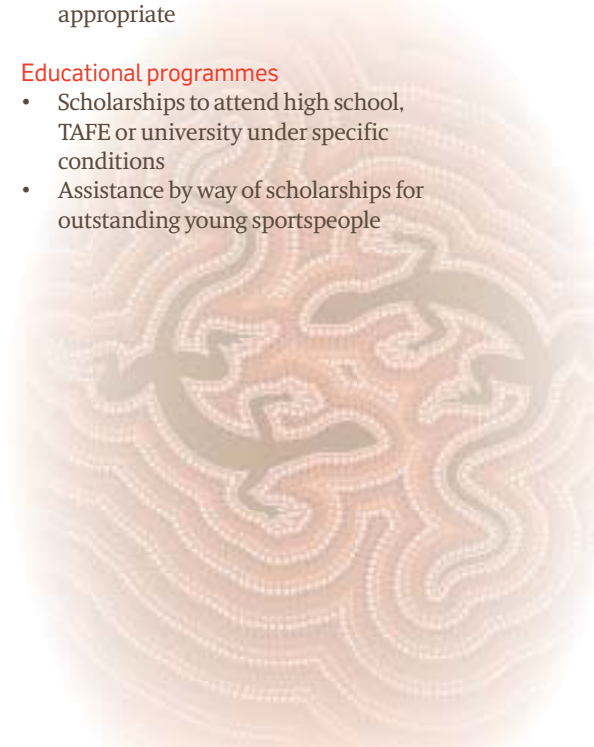 appropriate
Educational programmes
• Scholarships to attend high school,
TAFE or university under specific
conditions
• Assistance by way of scholarships for
outstanding young sportspeople